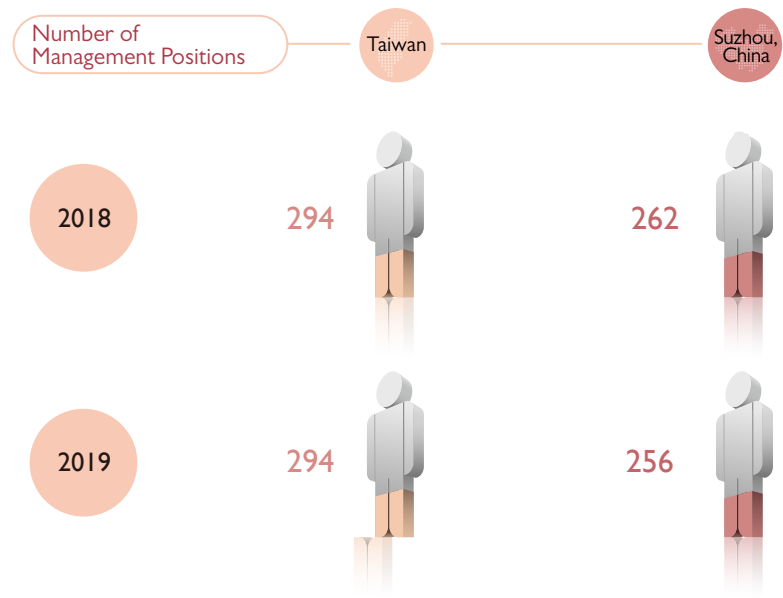 Number of
Management Positions
Taiwan
Suzhou,
China
2018
294
262
2019
294
256